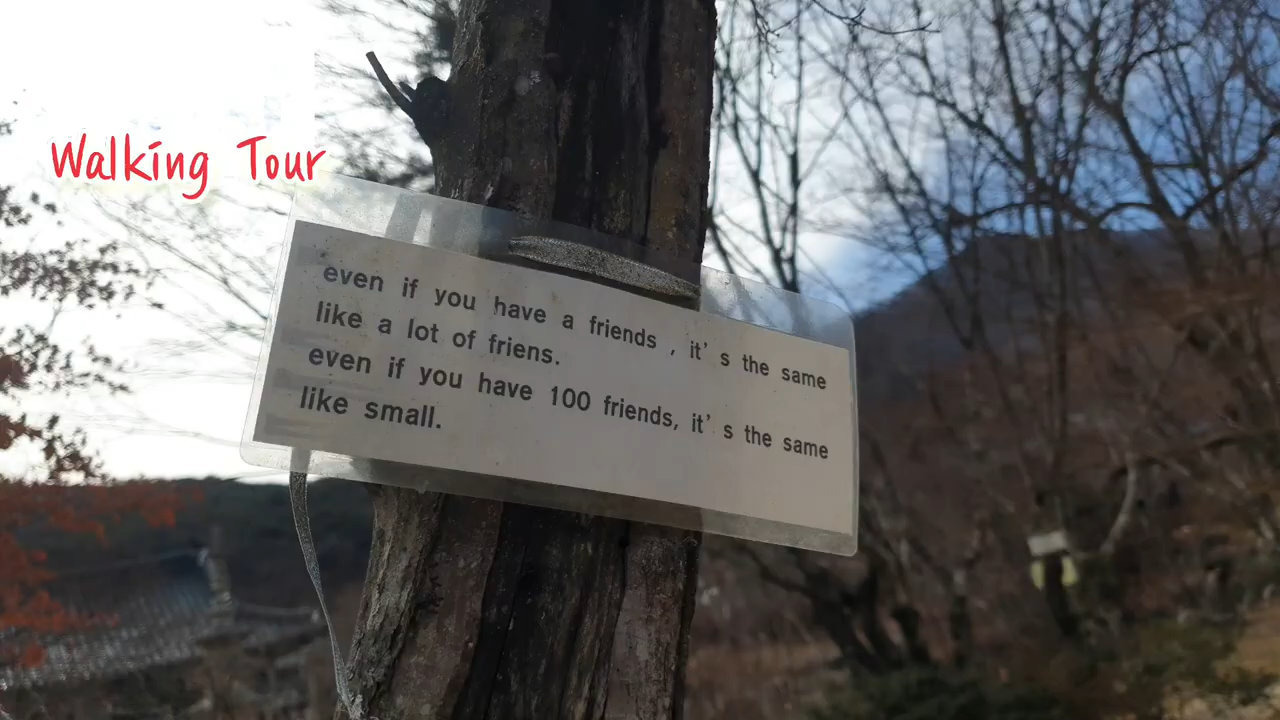 Walking Tour
even if you have a friends , it's the same
like a lot of friens.
even if you have 100 friends, it's the same
like small.